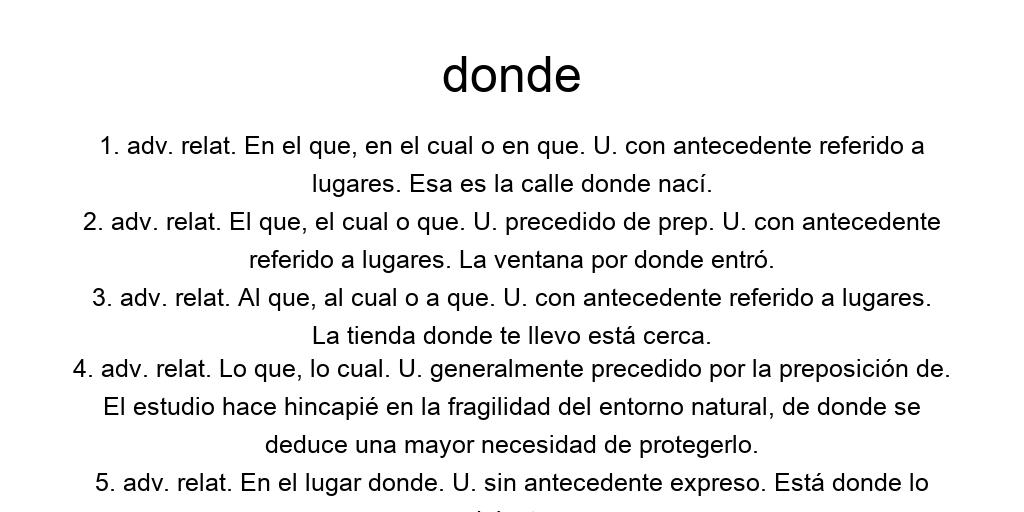 donde
1. adv. relat. En el que, en el cual o en que. U. con antecedente referido a
lugares. Esa es la calle donde nací.
2. adv. relat. El que, el cual o que. U. precedido de prep. U. con antecedente
referido a lugares. La ventana por donde entró.
3. adv. relat. Al que, al cual o a que. U. con antecedente referido a lugares.
La tienda donde te llevo está cerca.
4. adv. relat. Lo que, lo cual. U. generalmente precedido por la preposición de.
El estudio hace hincapié en la fragilidad del entorno natural, de donde se
deduce una mayor necesidad de protegerlo.
5. adv. relat. En el lugar donde. U. sin antecedente expreso. Está donde lo